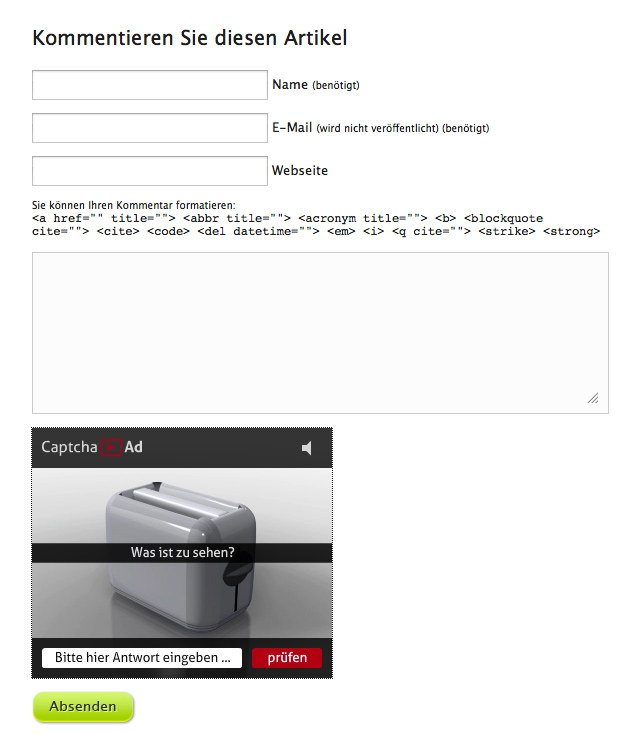 Kommentieren Sie diesen Artikel
Name (benötigt)
E-Mail (wird nicht veröffentlicht) (benötigt)
Webseite
Sie können Ihren Kommentar formatieren:
<a href="" title=""> <abbr title=""> <acronym title=""> <b> <blockquote
cite=""> <cite> <code> <del datetime=""> <em> <i> <q cite=""> <strike> <strong>
Captcha Ad
Was ist zu sehen?
Bitte hier Antwort eingeben ... prüfen
Absenden